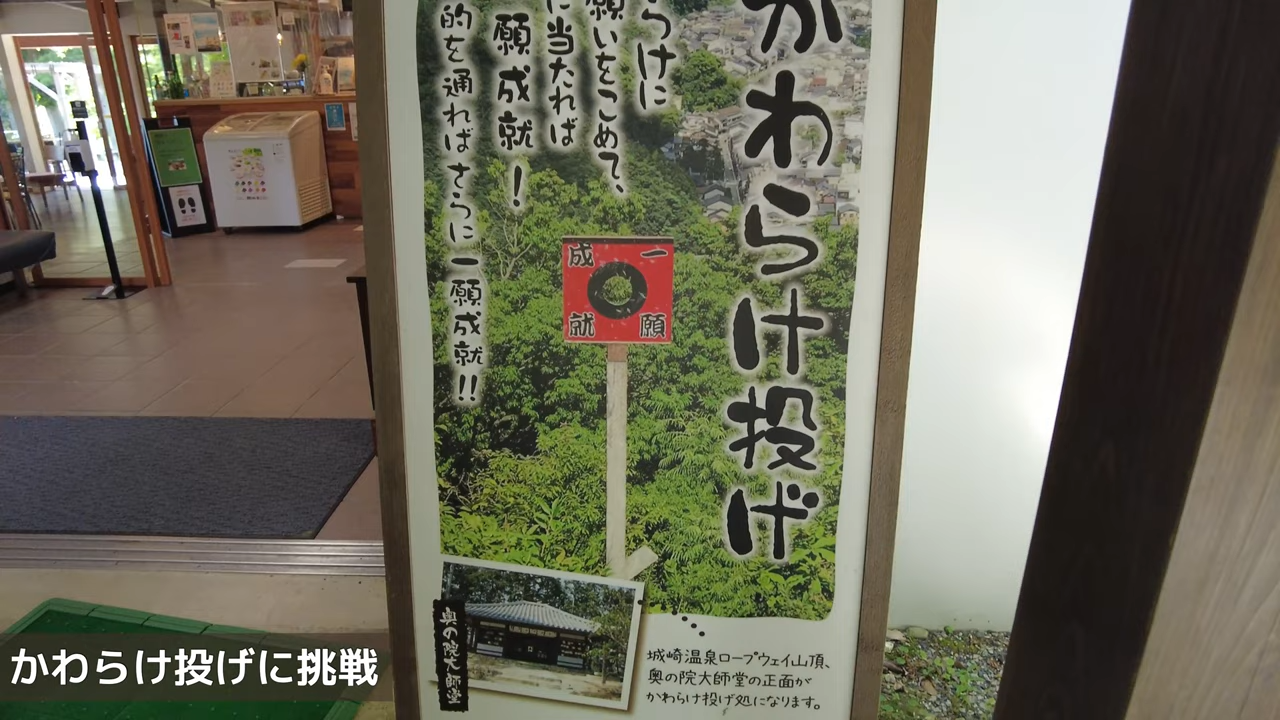 かわらけ投げ
らけに
願いをこめて、
に当たれば
願成就！
的を通ればさらに一願成就!!
一願
成就
奥の院大師堂
城崎温泉ロープウェイ山頂、
奥の院大師堂の正面が
かわらけ投げ処になります。
かわらけ投げに挑戦